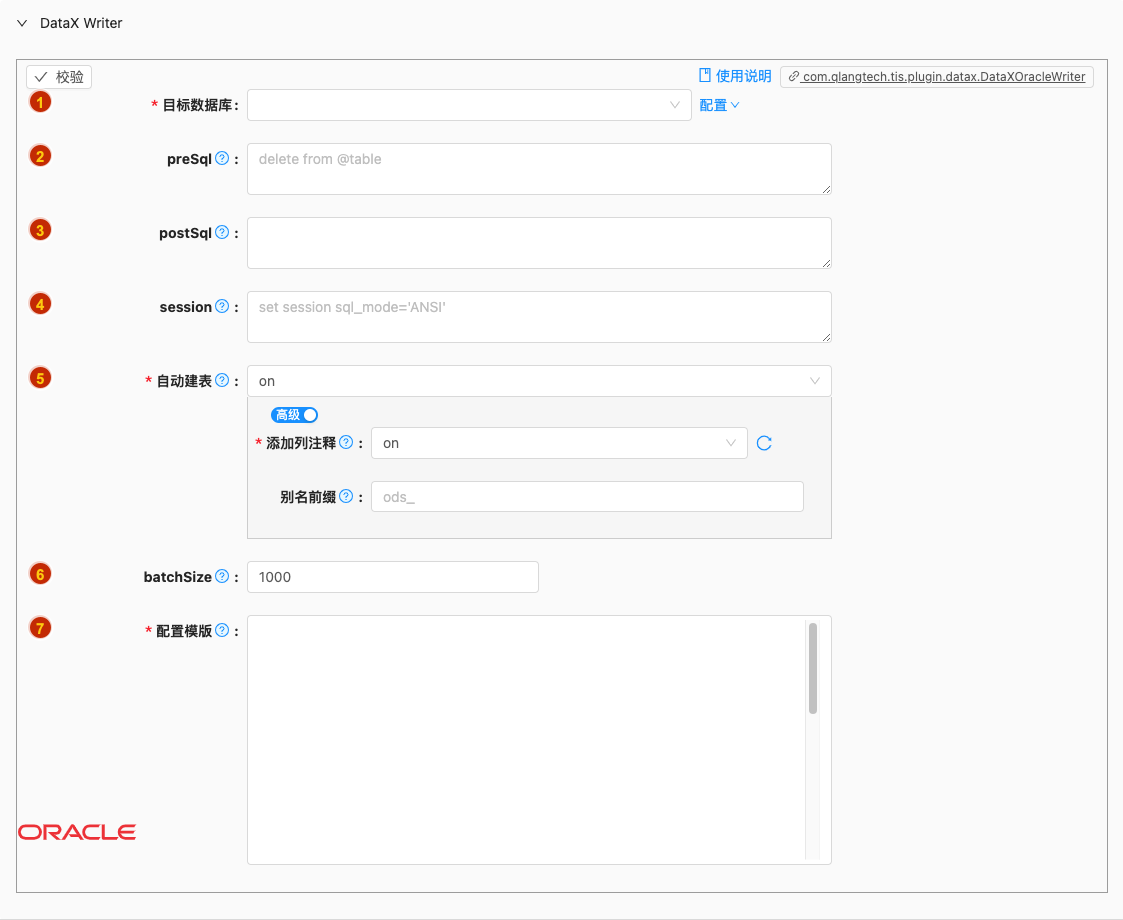 DataX Writer
校验
使用说明 com.qlangtech.tis.plugin.datax.DataXOracleWriter
1 * 目标数据库: 配置
2 preSql ? : delete from @table
3 postSql ? :
4 session ? : set session sql_mode='ANSI'
5 * 自动建表 ? : on
高级
* 添加列注释 ? : on
别名前缀 ? : ods_
6 batchSize ? : 1000
7 * 配置模版 ? :
ORACLE